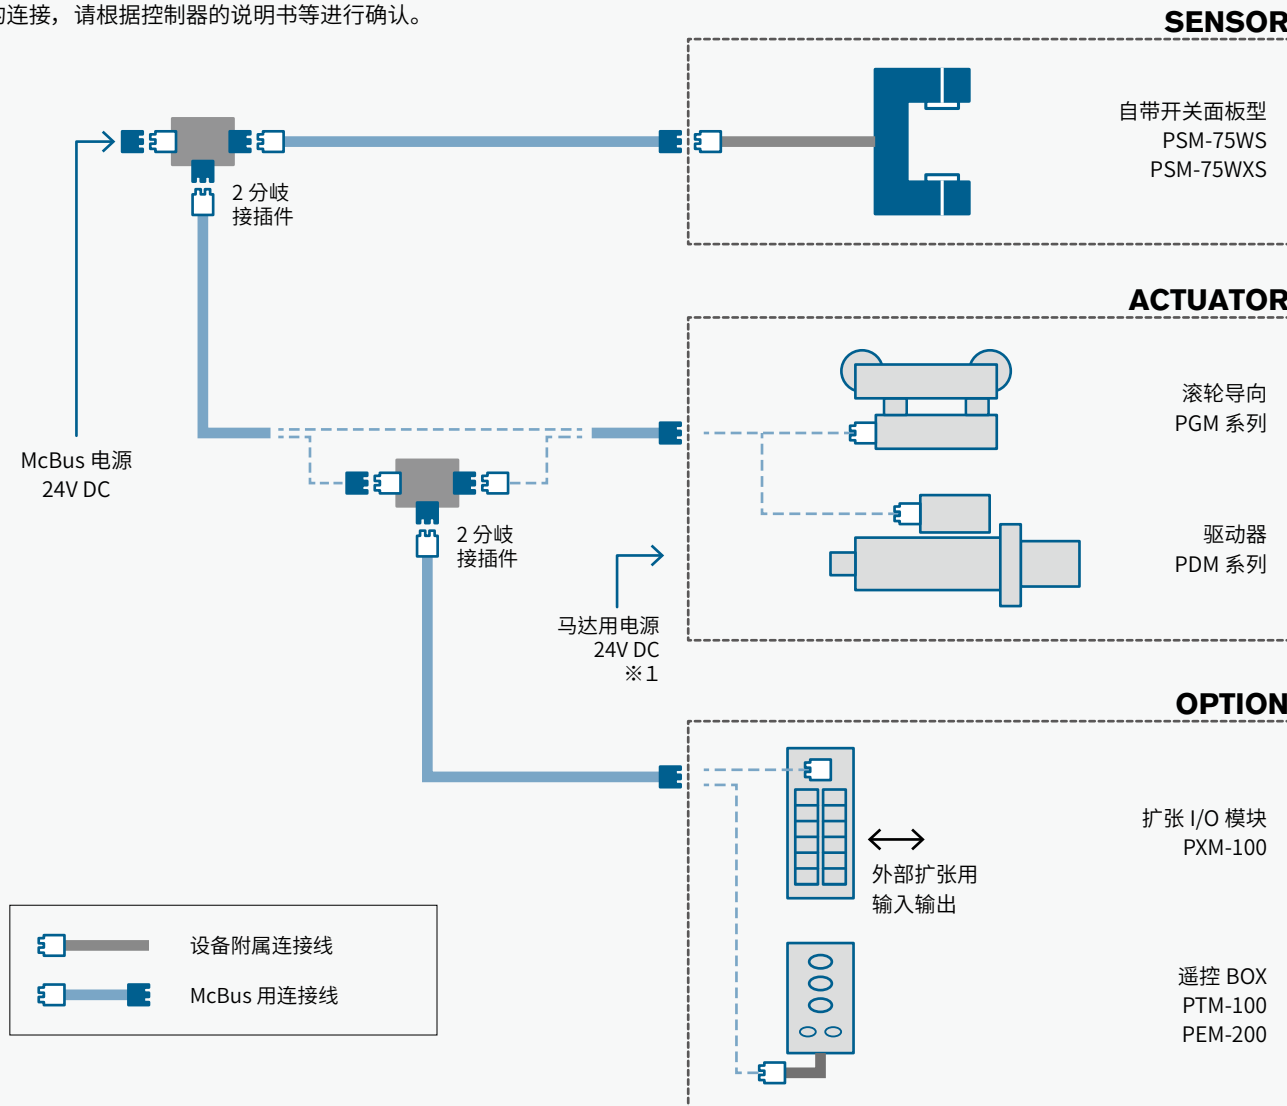 的连接，请根据控制器的说明书等进行确认。
SENSOR
自带开关面板型
PSM-75WS
PSM-75WXS
2 分岐
接插件
ACTUATOR
滚轮导向
PGM 系列
McBus 电源
24V DC
2 分岐
接插件
驱动器
PDM 系列
马达用电源
24V DC
※1
OPTION
扩张 I/O 模块
PXM-100
外部扩张用
输入输出
设备附属连接线
McBus 用连接线
遥控 BOX
PTM-100
PEM-200